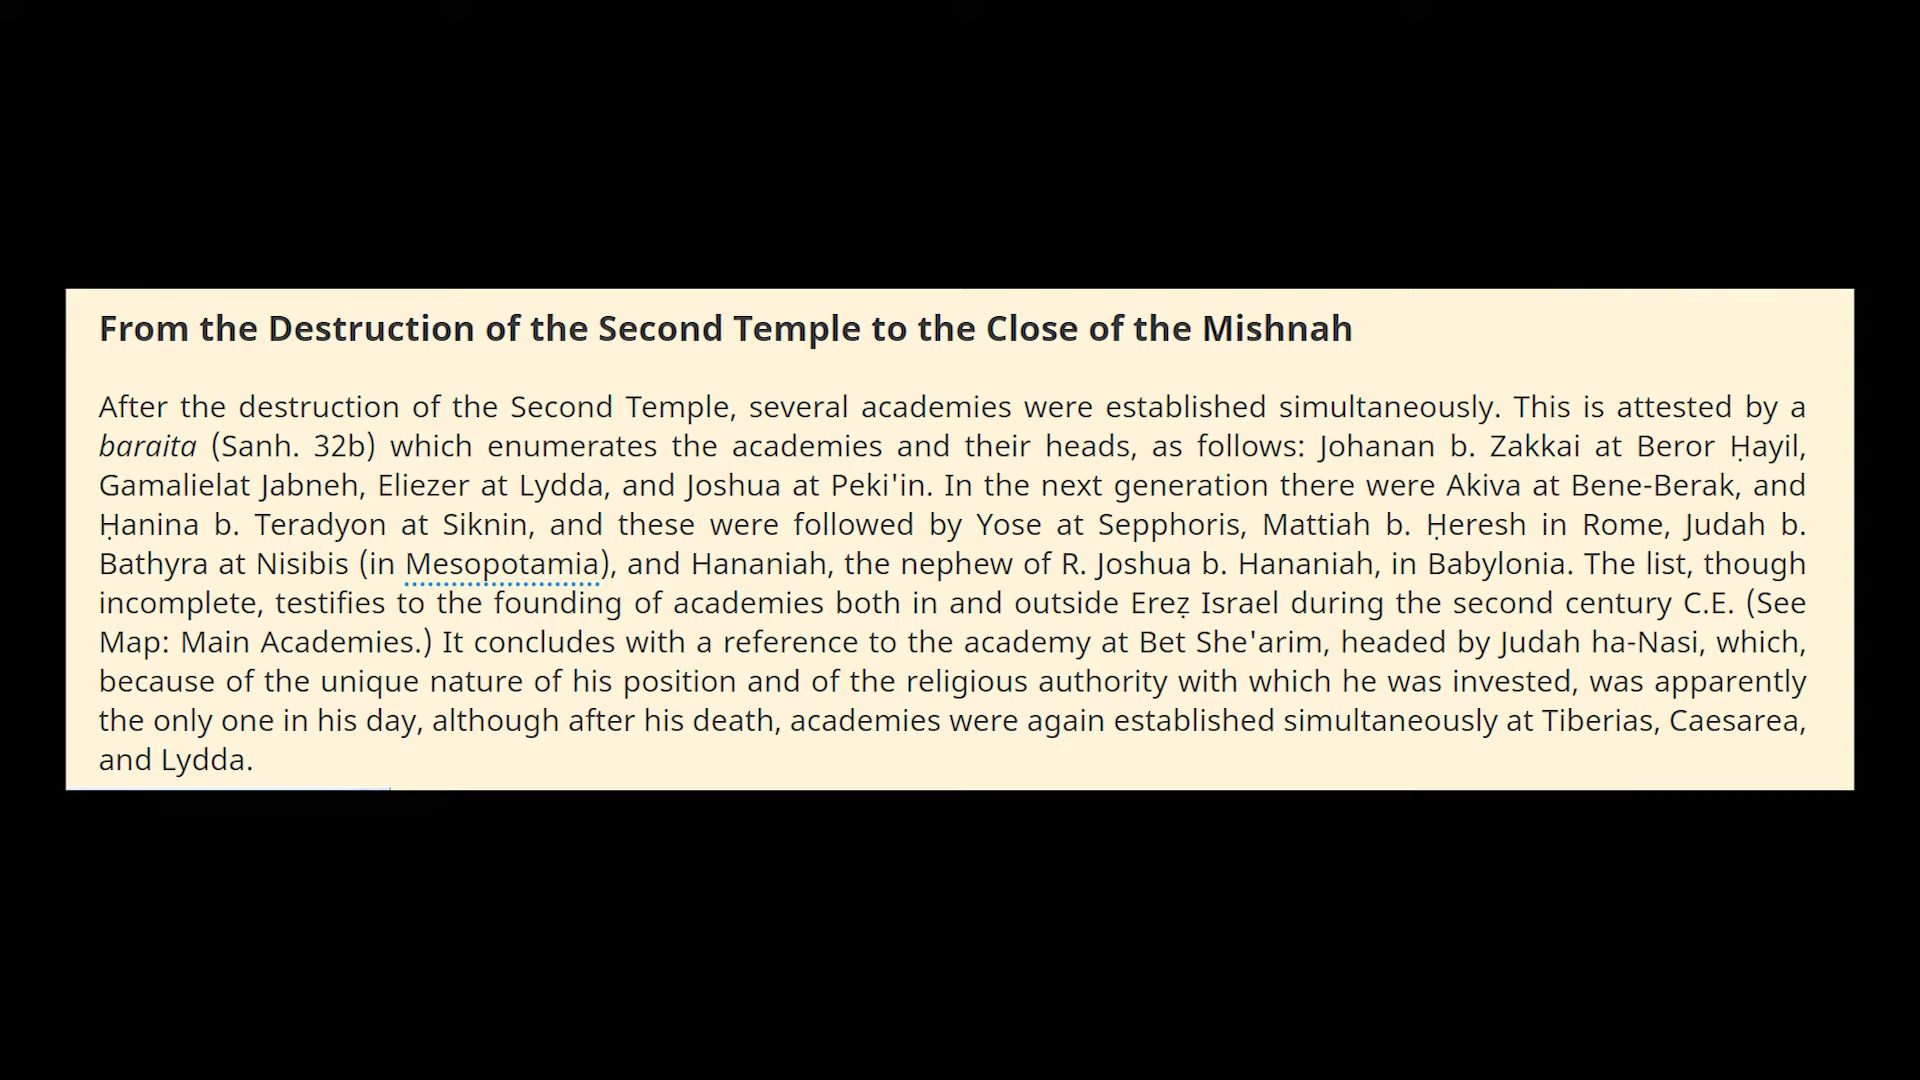 From the Destruction of the Second Temple to the Close of the Mishnah
After the destruction of the Second Temple, several academies were established simultaneously. This is attested by a
baraita (Sanh. 32b) which enumerates the academies and their heads, as follows: Johanan b. Zakkai at Beror Ḥayil,
Gamalielat Jabneh, Eliezer at Lydda, and Joshua at Peki'in. In the next generation there were Akiva at Bene-Berak, and
Ḥanina b. Teradyon at Siknin, and these were followed by Yose at Sepphoris, Mattiah b. Ḥeresh in Rome, Judah b.
Bathyra at Nisibis (in Mesopotamia), and Hananiah, the nephew of R. Joshua b. Hananiah, in Babylonia. The list, though
incomplete, testifies to the founding of academies both in and outside Ereẓ Israel during the second century C.E. (See
Map: Main Academies.) It concludes with a reference to the academy at Bet She'arim, headed by Judah ha-Nasi, which,
because of the unique nature of his position and of the religious authority with which he was invested, was apparently
the only one in his day, although after his death, academies were again established simultaneously at Tiberias, Caesarea,
and Lydda.